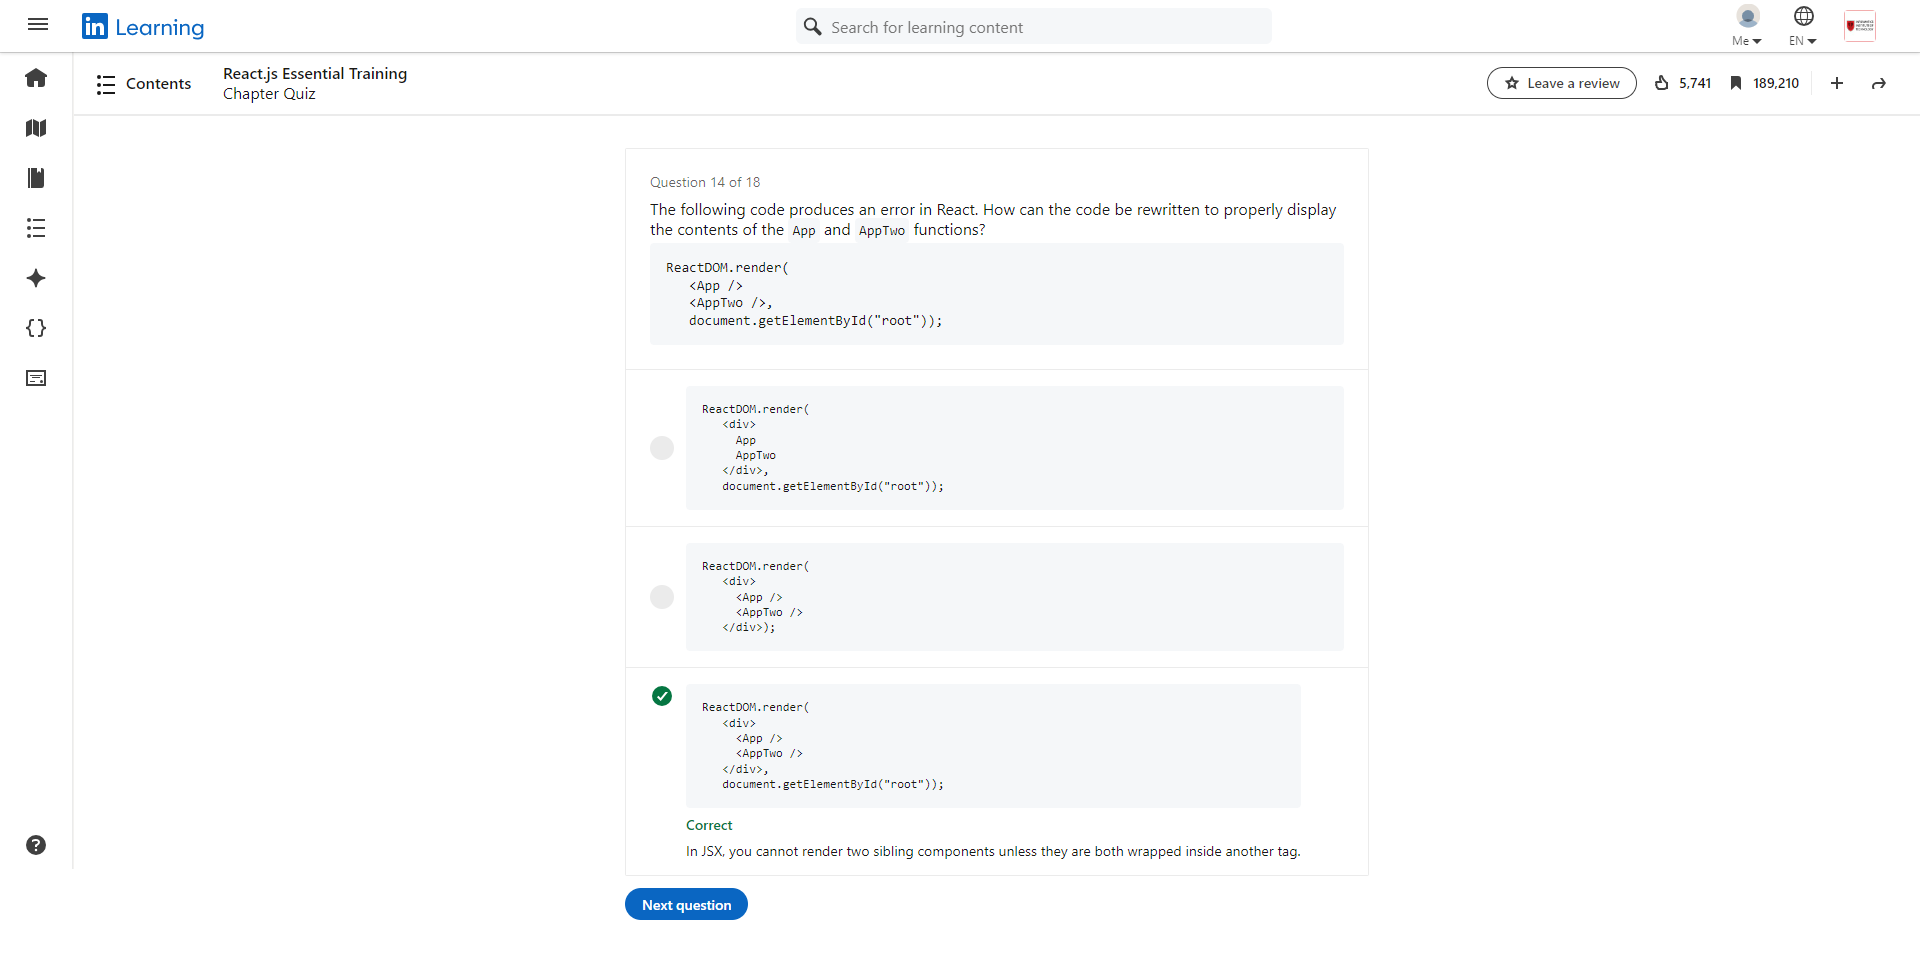 in Learning
Search for learning content
Me
EN
Contents
React.js Essential Training
Chapter Quiz
Leave a review
5,741
189,210
Question 14 of 18
The following code produces an error in React. How can the code be rewritten to properly display
the contents of the App and AppTwo functions?
ReactDOM.render(
<App />
<AppTwo />,
document.getElementById("root"));
ReactDOM.render(
<div>
App
AppTwo
</div>,
document.getElementById("root"));
ReactDOM.render(
<div>
<App />
<AppTwo />
</div>);
ReactDOM.render(
<div>
<App />
<AppTwo />
</div>,
document.getElementById("root"));
Correct
In JSX, you cannot render two sibling components unless they are both wrapped inside another tag.
Next question